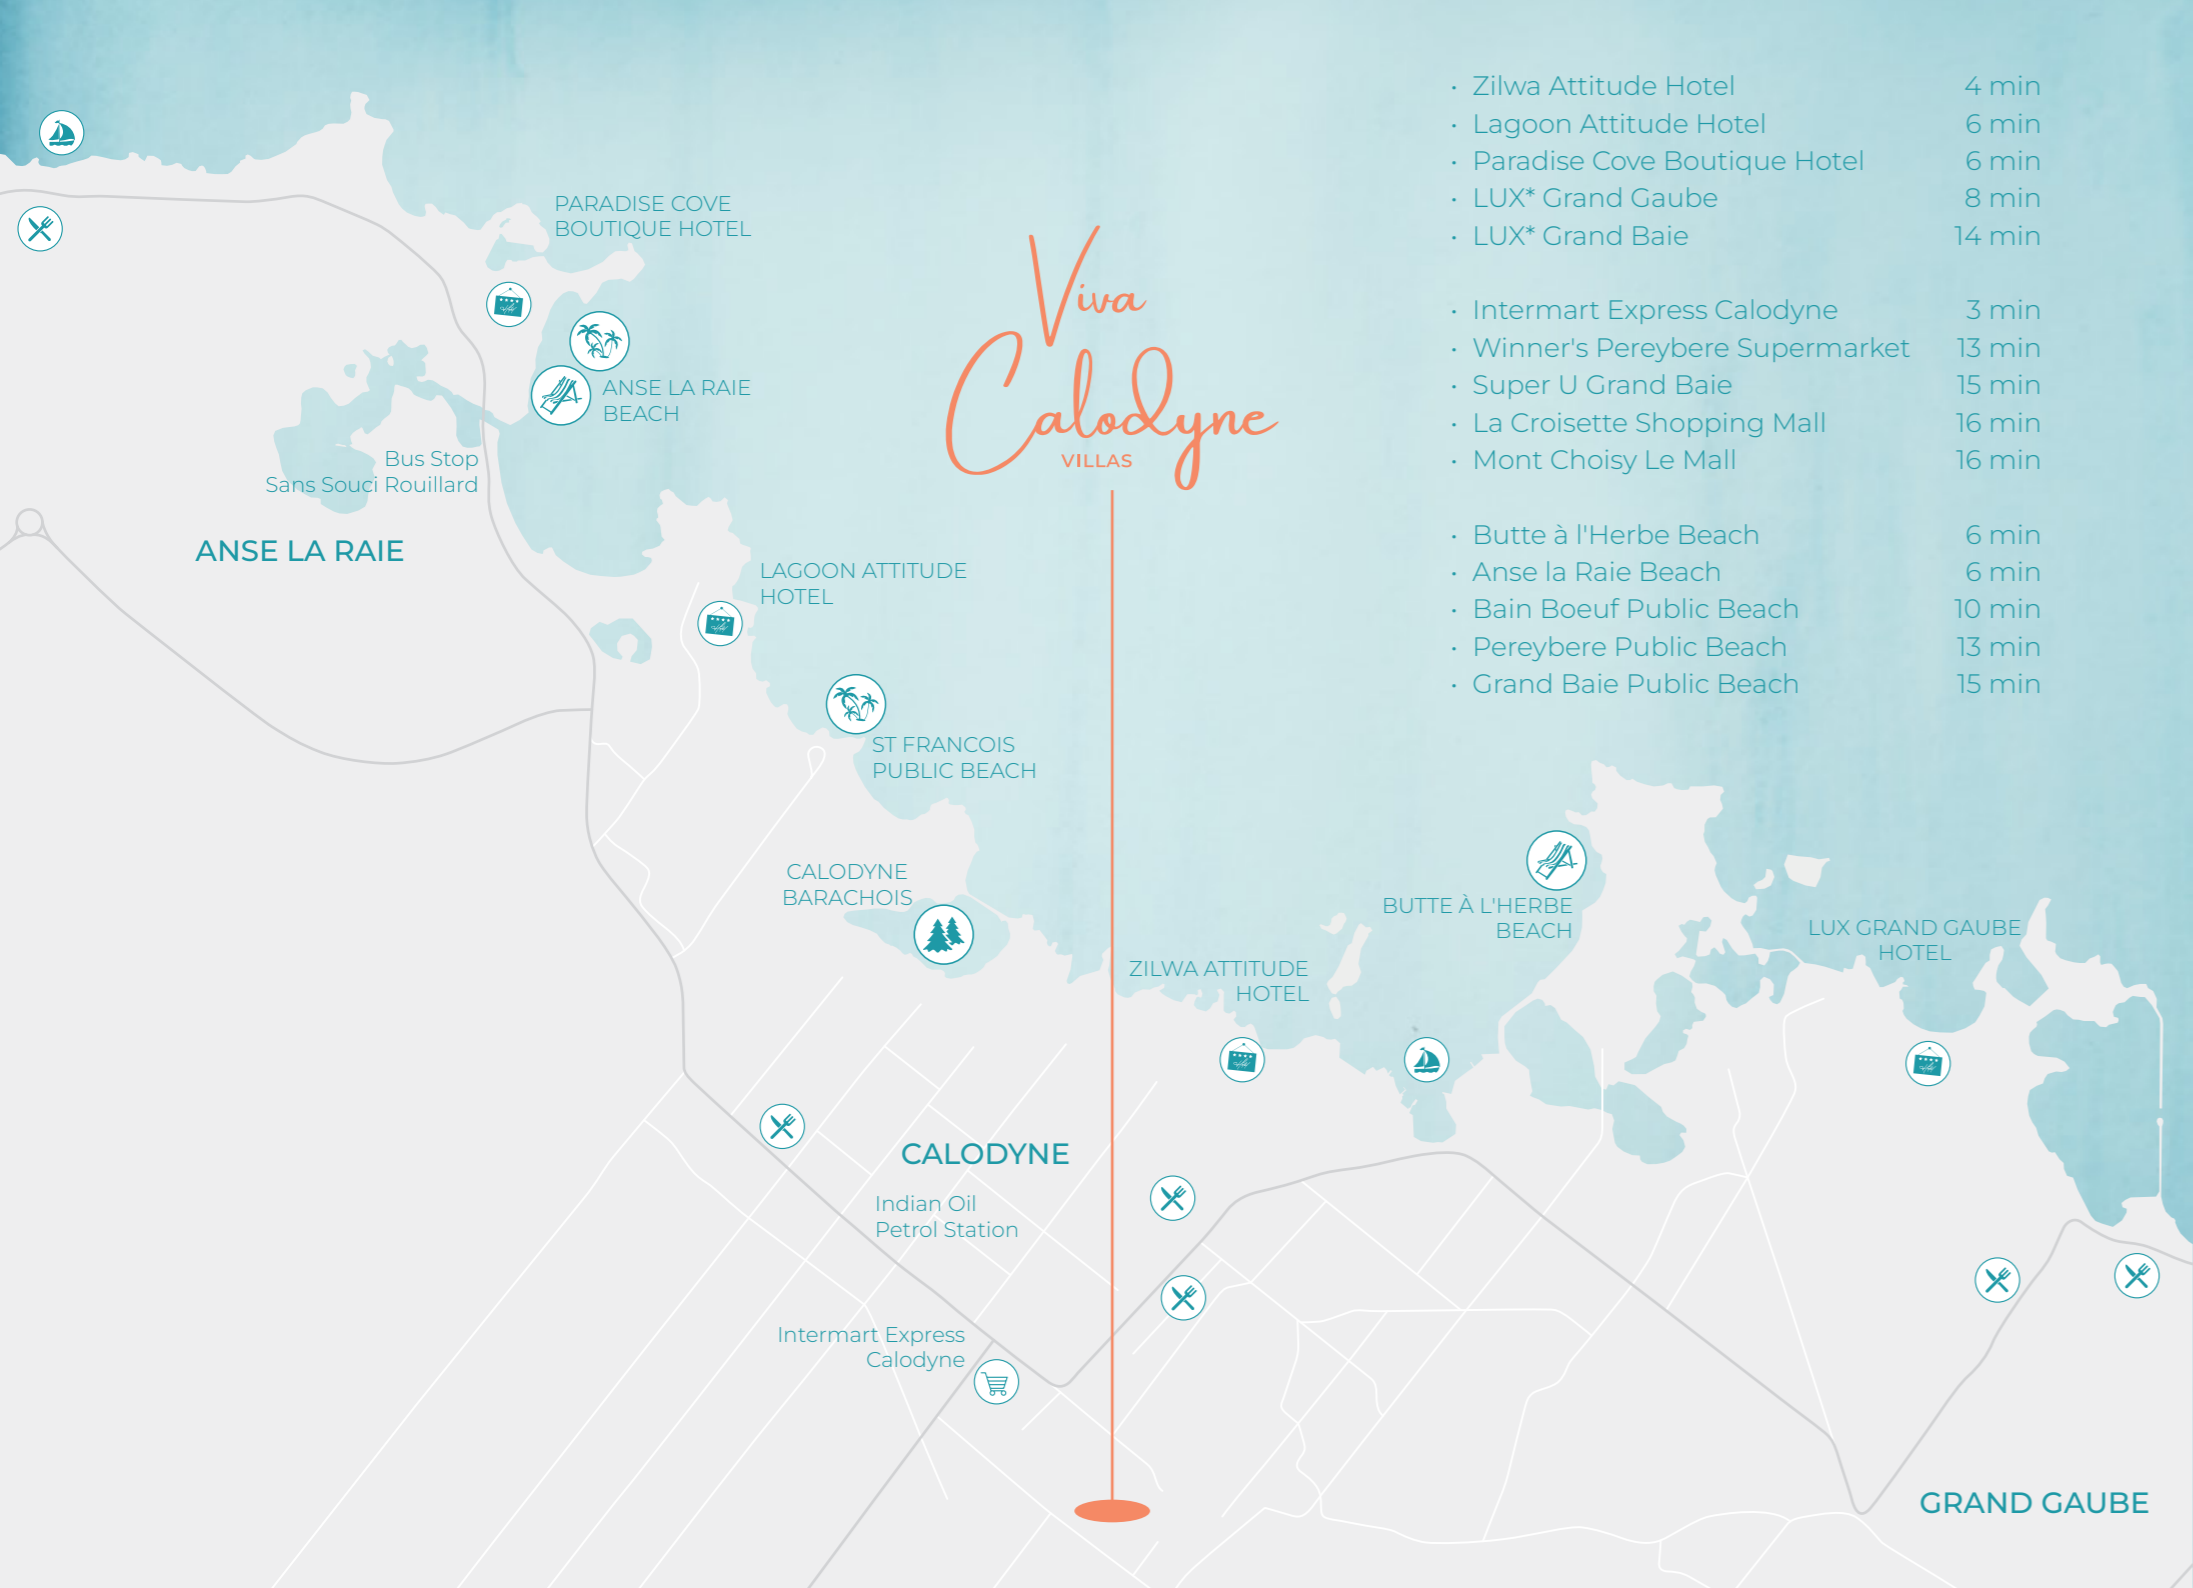 · Zilwa Attitude Hotel 4 min
· Lagoon Attitude Hotel 6 min
· Paradise Cove Boutique Hotel 6 min
· LUX* Grand Gaube 8 min
· LUX* Grand Baie 14 min
· Intermart Express Calodyne 3 min
· Winner's Pereybere Supermarket 13 min
· Super U Grand Baie 15 min
· La Croisette Shopping Mall 16 min
· Mont Choisy Le Mall 16 min
· Butte à l'Herbe Beach 6 min
· Anse la Raie Beach 6 min
· Bain Boeuf Public Beach 10 min
· Pereybere Public Beach 13 min
· Grand Baie Public Beach 15 min
Viva
Calodyne
VILLAS
PARADISE COVE
BOUTIQUE HOTEL
ANSE LA RAIE
BEACH
Bus Stop
Sans Souci Rouillard
ANSE LA RAIE
LAGOON ATTITUDE
HOTEL
ST FRANCOIS
PUBLIC BEACH
CALODYNE
BARACHOIS
ZILWA ATTITUDE
HOTEL
BUTTE À L'HERBE
BEACH
LUX GRAND GAUBE
HOTEL
CALODYNE
Indian Oil
Petrol Station
Intermart Express
Calodyne
GRAND GAUBE